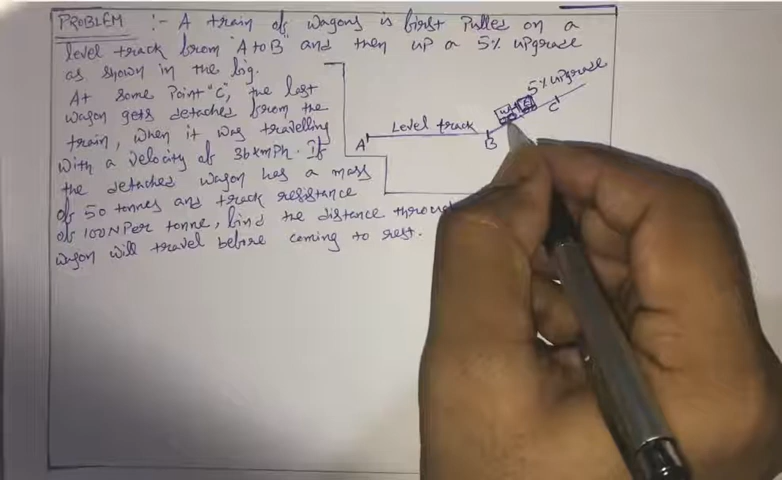 PROBLEM :- A train of wagons is first pulled on a
level track from "A to B" and then up a 5% upgrade
as shown in the fig.
At some Point "C", the last
wagon gets detached from the
train, when it was travelling
with a velocity of 36 kmph. If
the detached wagon has a mass
of 50 tonnes and track resistance
of 100N Per tonne, find the distance through
wagon will travel before coming to rest.
5% upgrade
C
Level track
A
B